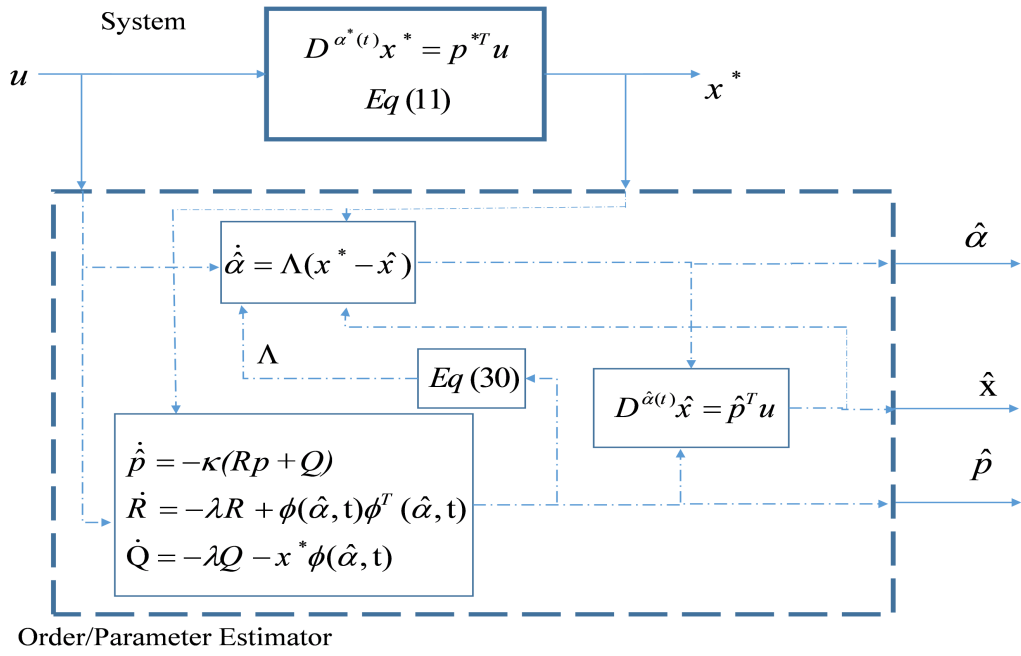 System
D^{α*(t)} x* = p*^T u
Eq (11)
u
x*
α̂
α̂̇ = Λ(x* − x̂)
Λ
Eq (30)
D^{α̂(t)} x̂ = p̂^T u
x̂
p̂
p̂̇ = −κ(Rp + Q)
Ṙ = −λR + ϕ(α̂, t)ϕ^T (α̂, t)
Q̇ = −λQ − x* ϕ(α̂, t)
Order/Parameter Estimator